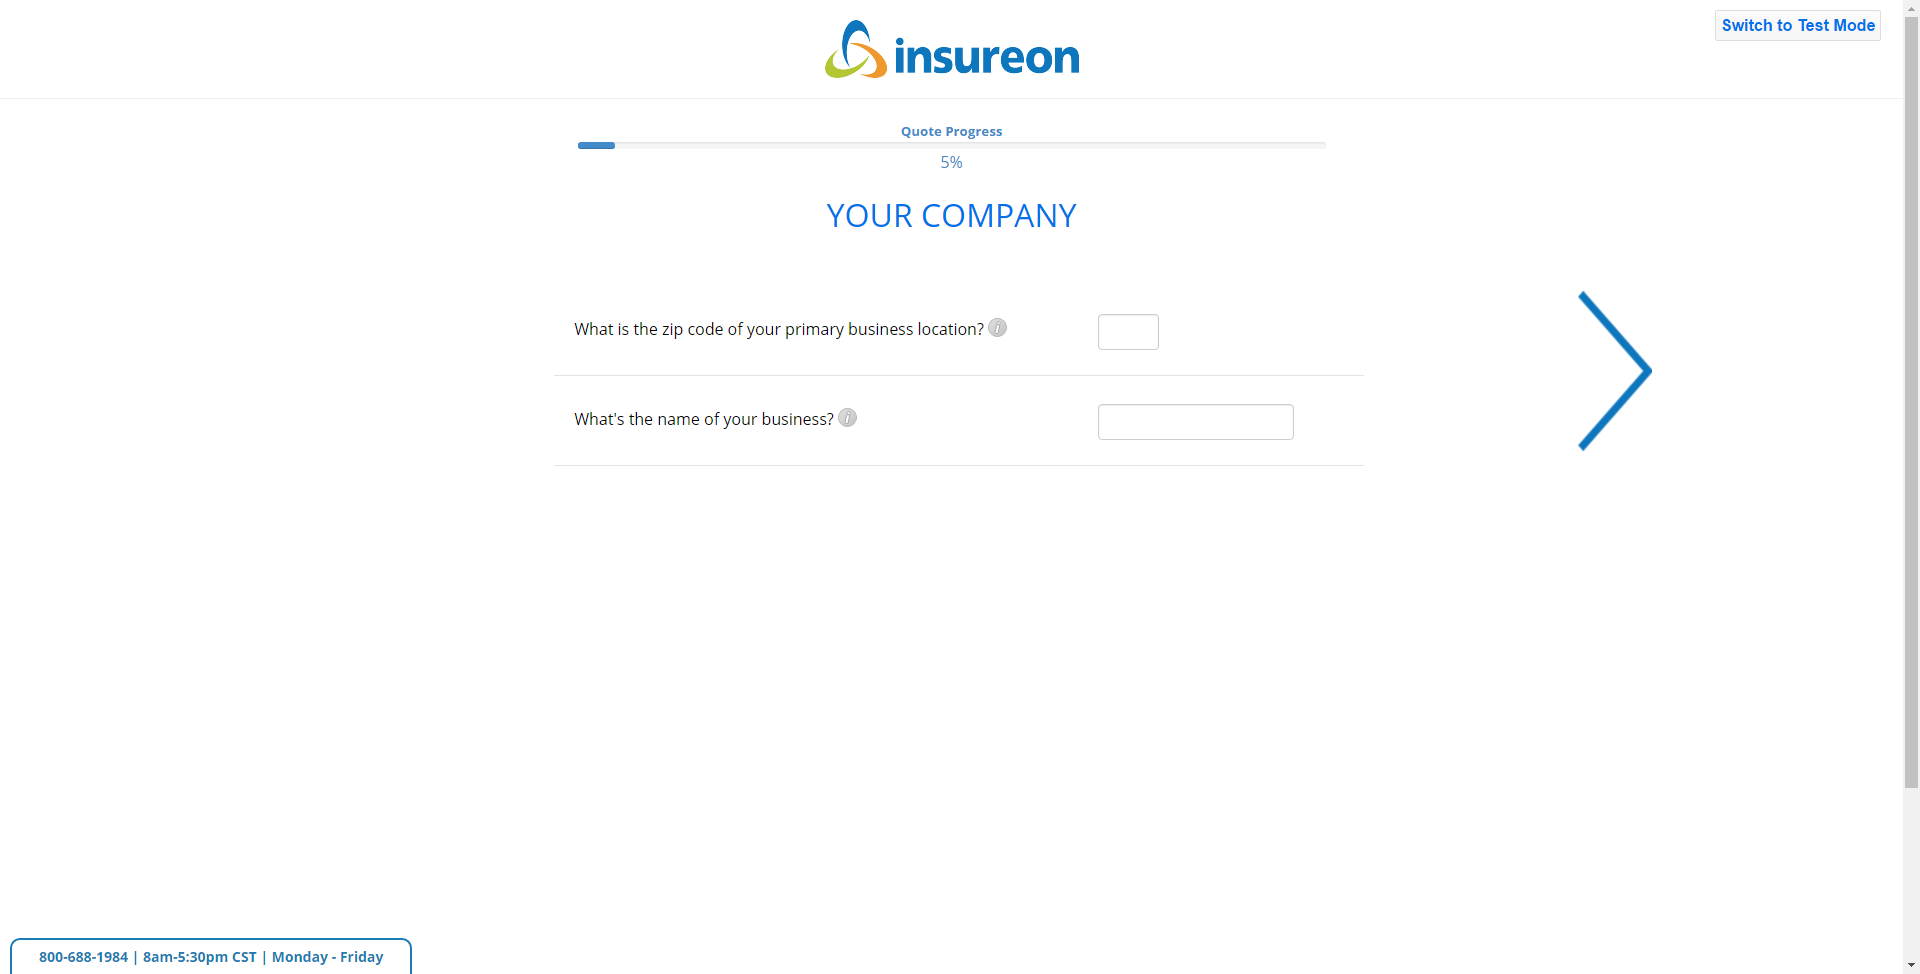 Switch to Test Mode
insureon
Quote Progress
5%
YOUR COMPANY
What is the zip code of your primary business location? i
What's the name of your business? i
800-688-1984 | 8am-5:30pm CST | Monday - Friday